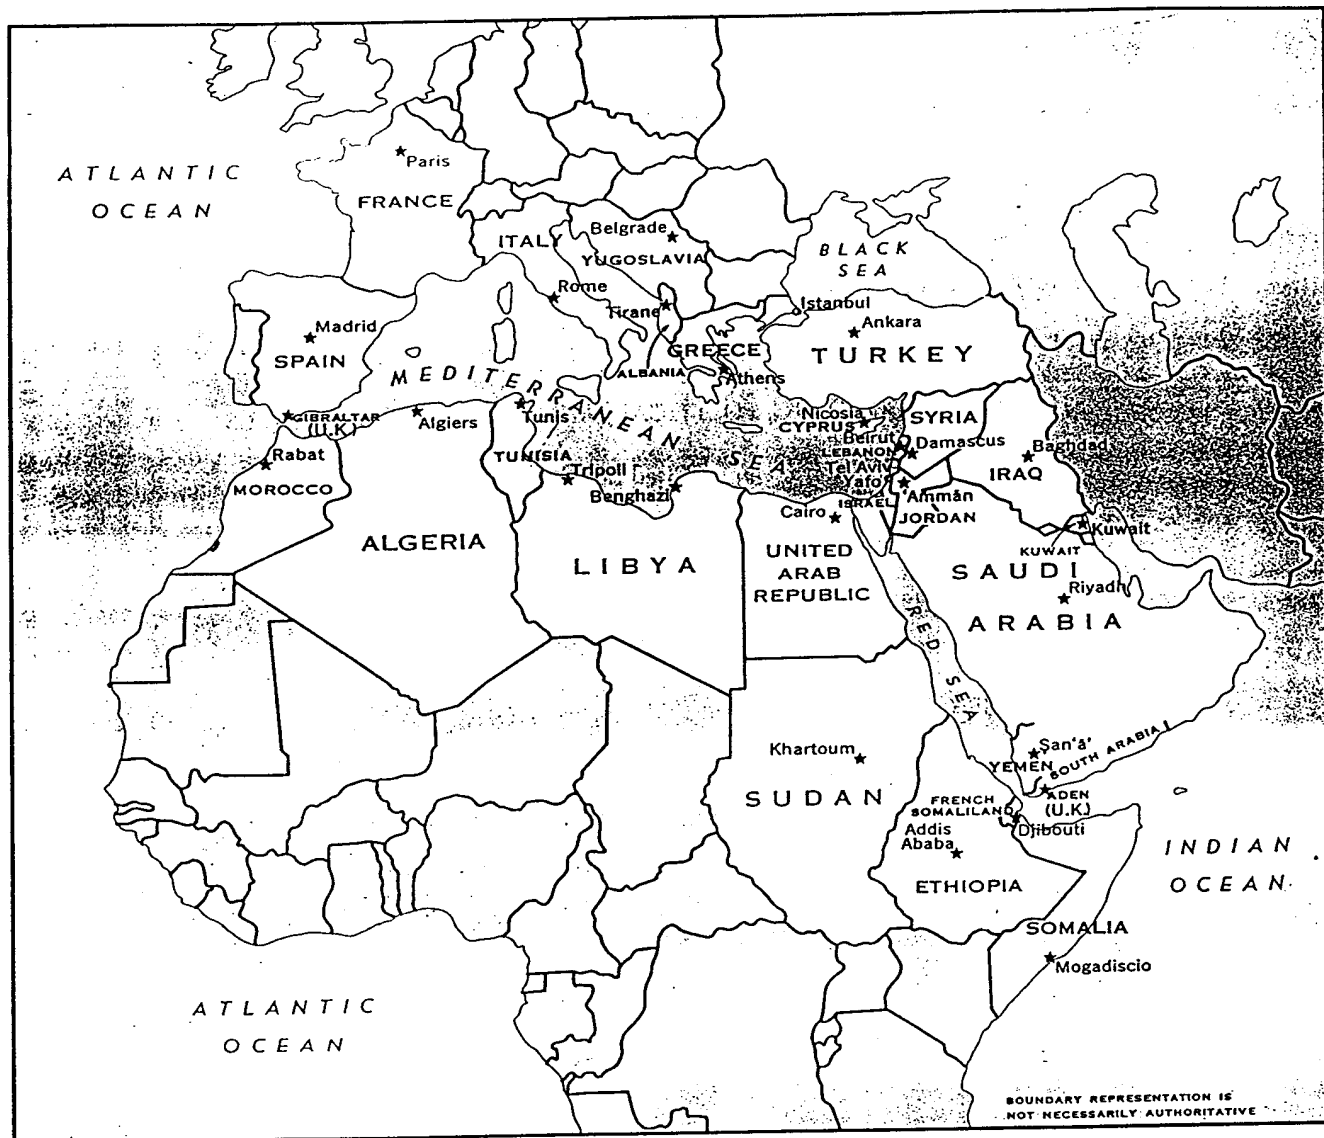 ATLANTIC
OCEAN
Paris
FRANCE
ITALY
Belgrade
YUGOSLAVIA
BLACK
SEA
Rome
Tirane
Istanbul
Ankara
TURKEY
Madrid
SPAIN
GREECE
ALBANIA
Athens
MEDITERRANEAN SEA
GIBRALTAR
(U.K.)
Algiers
Tunis
Nicosia
CYPRUS
SYRIA
Beirut
LEBANON
Damascus
Baghdad
IRAQ
Rabat
MOROCCO
TUNISIA
Tripoli
Benghazi
Tel Aviv
Yafo
ISRAEL
'Ammān
JORDAN
Cairo
Kuwait
KUWAIT
ALGERIA
LIBYA
UNITED
ARAB
REPUBLIC
SAUDI
ARABIA
Riyadh
RED SEA
Khartoum
SUDAN
Ṣan'ā'
YEMEN
SOUTH ARABIA
ADEN
(U.K.)
FRENCH
SOMALILAND
Djibouti
Addis
Ababa
ETHIOPIA
INDIAN
OCEAN
SOMALIA
Mogadiscio
ATLANTIC
OCEAN
BOUNDARY REPRESENTATION IS
NOT NECESSARILY AUTHORITATIVE